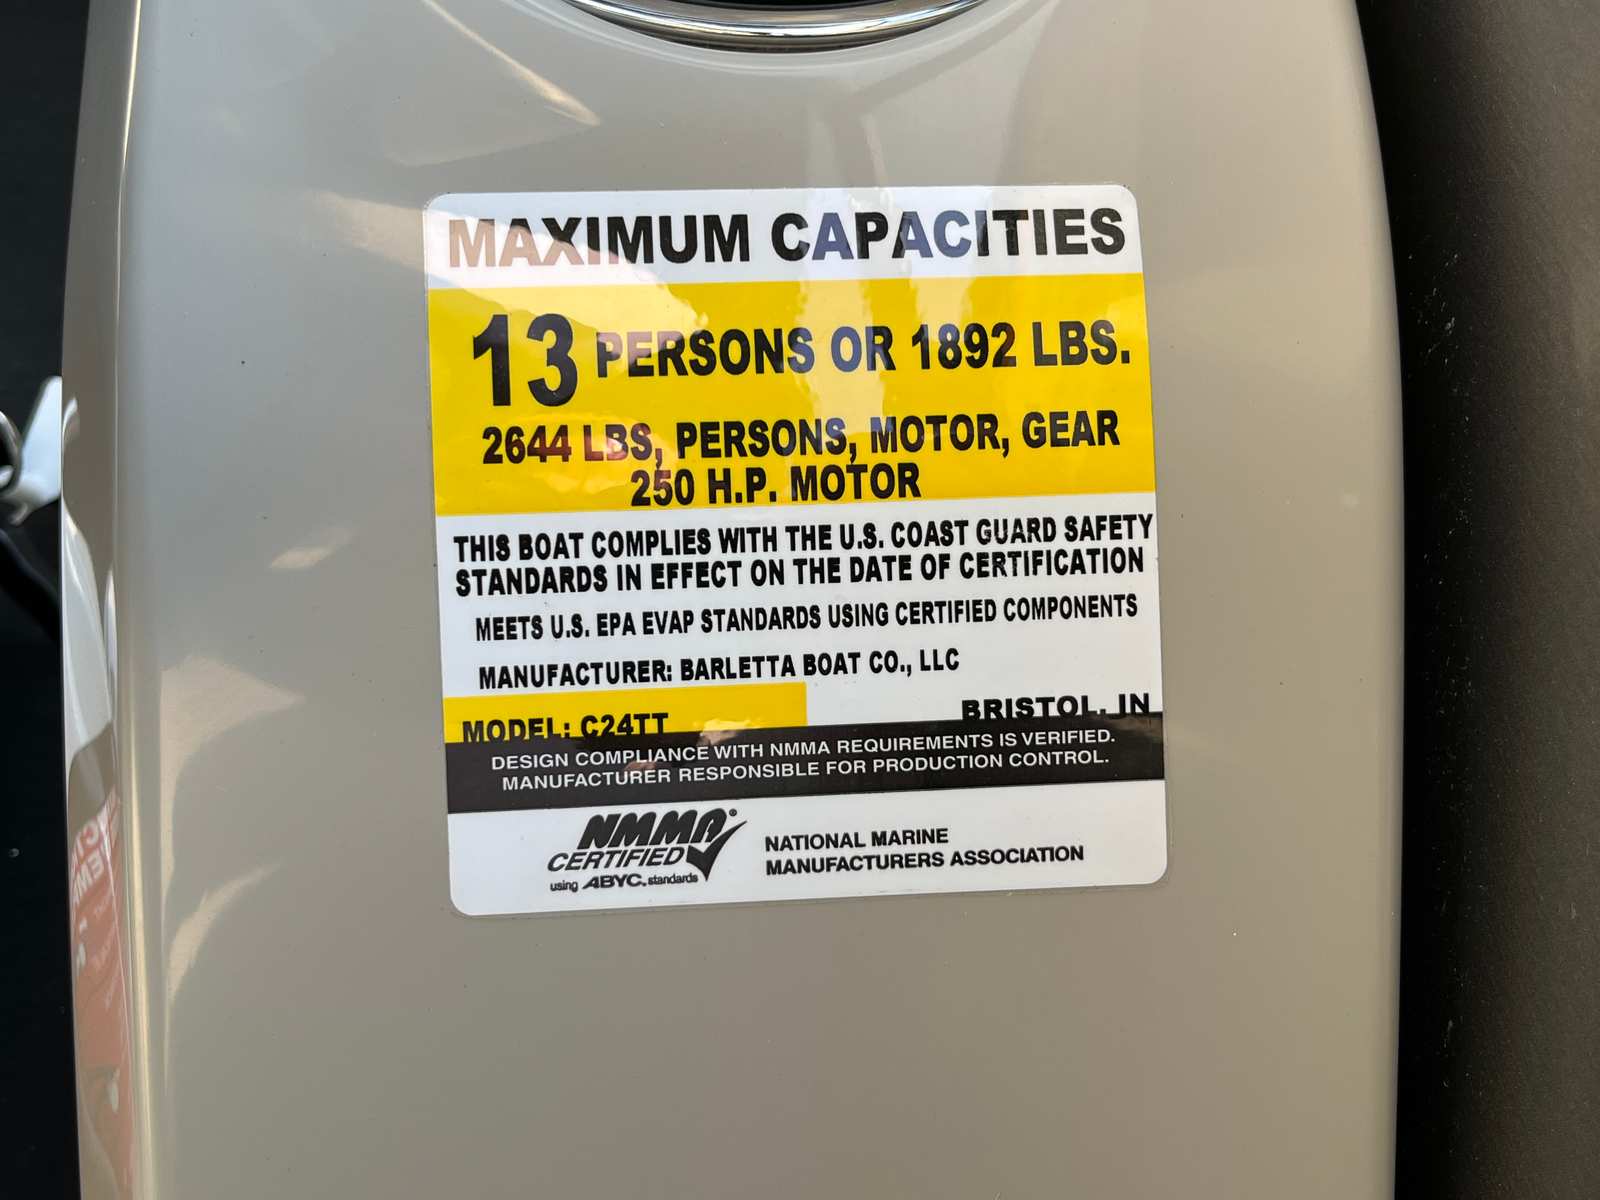 MAXIMUM CAPACITIES
13 PERSONS OR 1892 LBS.
2644 LBS, PERSONS, MOTOR, GEAR
250 H.P. MOTOR
THIS BOAT COMPLIES WITH THE U.S. COAST GUARD SAFETY
STANDARDS IN EFFECT ON THE DATE OF CERTIFICATION
MEETS U.S. EPA EVAP STANDARDS USING CERTIFIED COMPONENTS
MANUFACTURER: BARLETTA BOAT CO., LLC
MODEL: C24TT BRISTOL, IN
DESIGN COMPLIANCE WITH NMMA REQUIREMENTS IS VERIFIED.
MANUFACTURER RESPONSIBLE FOR PRODUCTION CONTROL.
NMMA®
CERTIFIED
using ABYC. standards
NATIONAL MARINE
MANUFACTURERS ASSOCIATION